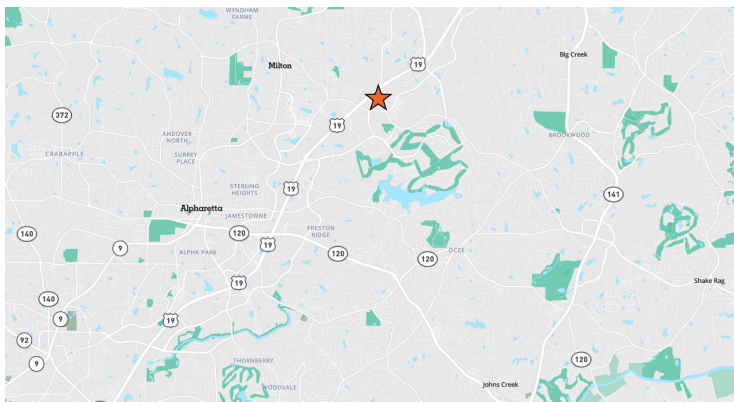 WYNDHAM
FARMS
Big Creek
Milton
19
372
19
ANDOVER
NORTH
BROOKWOOD
CRABAPPLE
SURREY
PLACE
STERLING
HEIGHTS
19
141
Alpharetta
JAMESTOWNE
140
120
PRESTON
RIDGE
9
19
ALPHA PARK
120
OCEE
120
19
Shake Rag
140
9
19
92
9
THORNBERRY
120
WOODVALE
Johns Creek